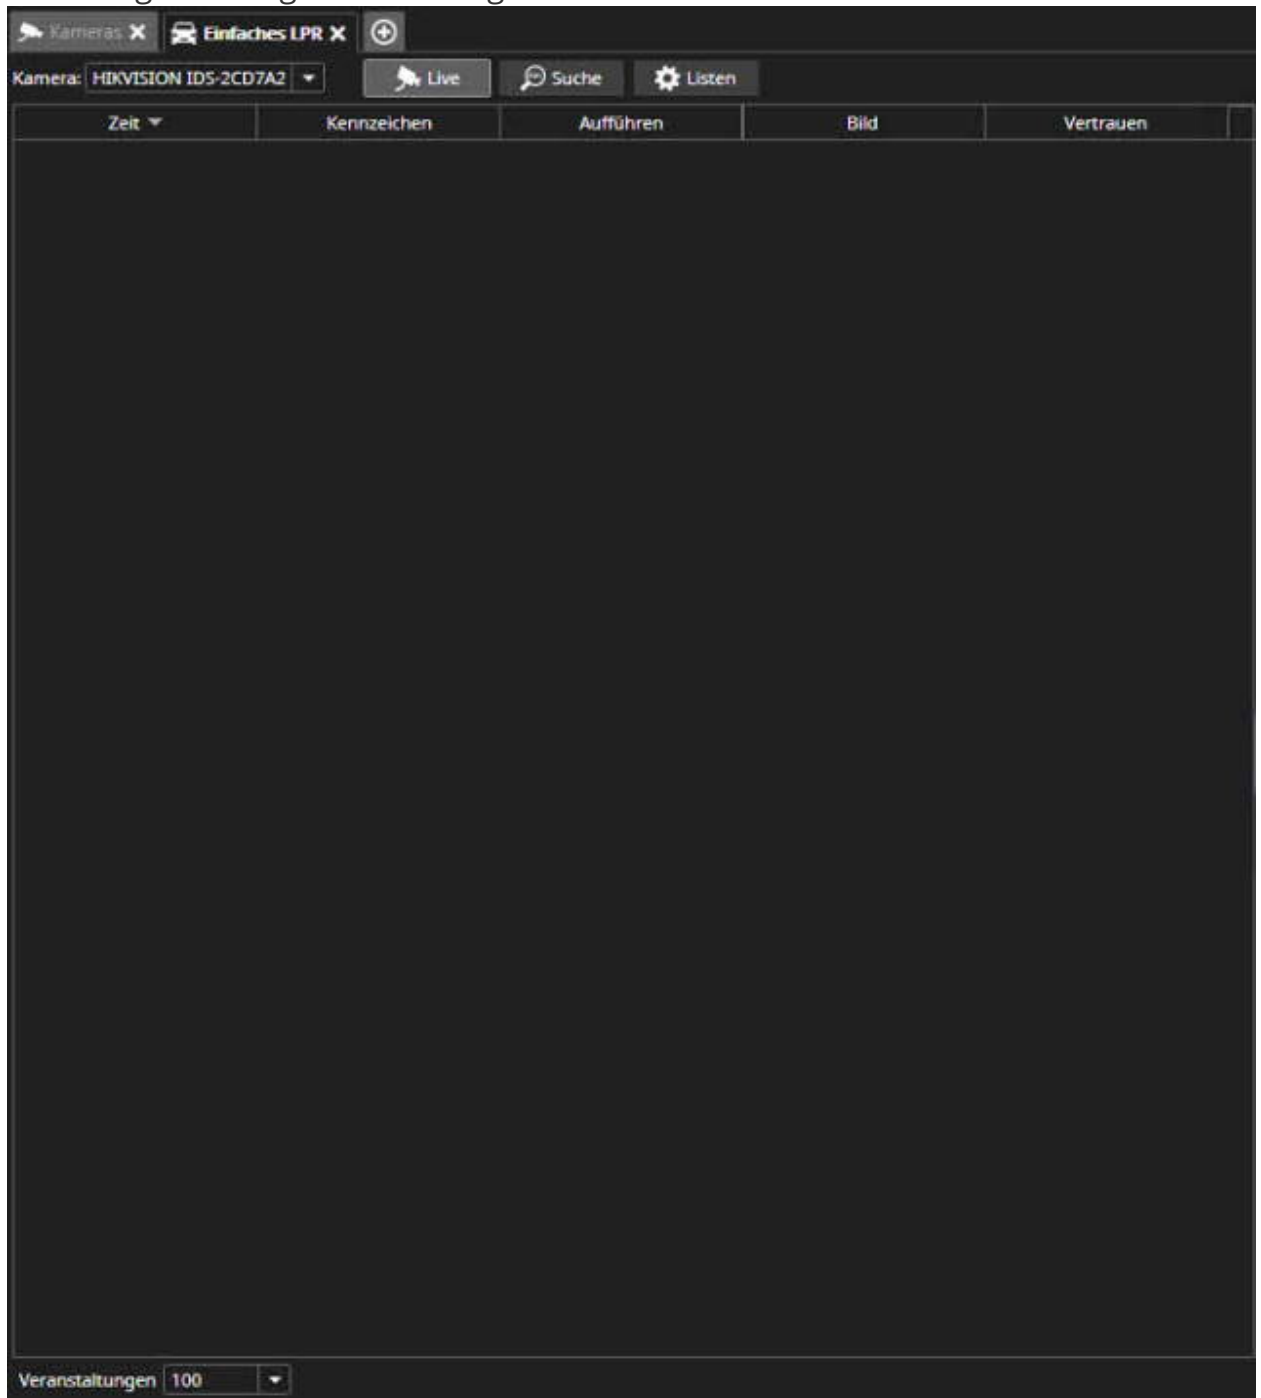 Kameras Einfaches LPR
Kamera: HIKVISION IDS-2CD7A2 Live Suche Listen
Zeit Kennzeichen Aufführen Bild Vertrauen
Veranstaltungen 100